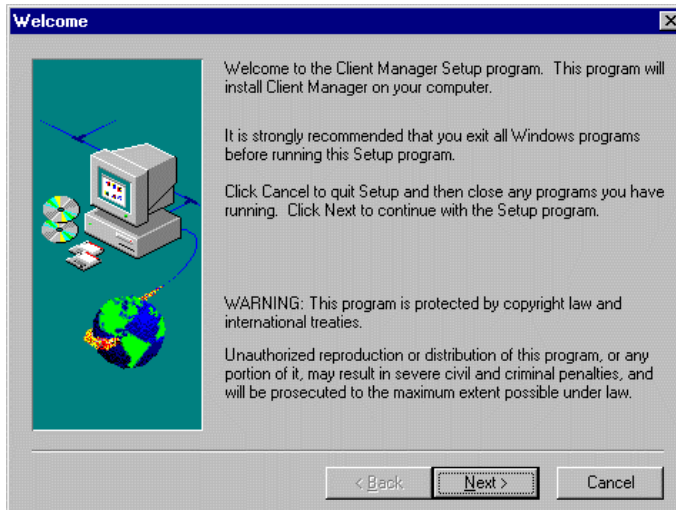 Welcome
Welcome to the Client Manager Setup program. This program will
install Client Manager on your computer.
It is strongly recommended that you exit all Windows programs
before running this Setup program.
Click Cancel to quit Setup and then close any programs you have
running. Click Next to continue with the Setup program.
WARNING: This program is protected by copyright law and
international treaties.
Unauthorized reproduction or distribution of this program, or any
portion of it, may result in severe civil and criminal penalties, and
will be prosecuted to the maximum extent possible under law.
< Back
Next >
Cancel